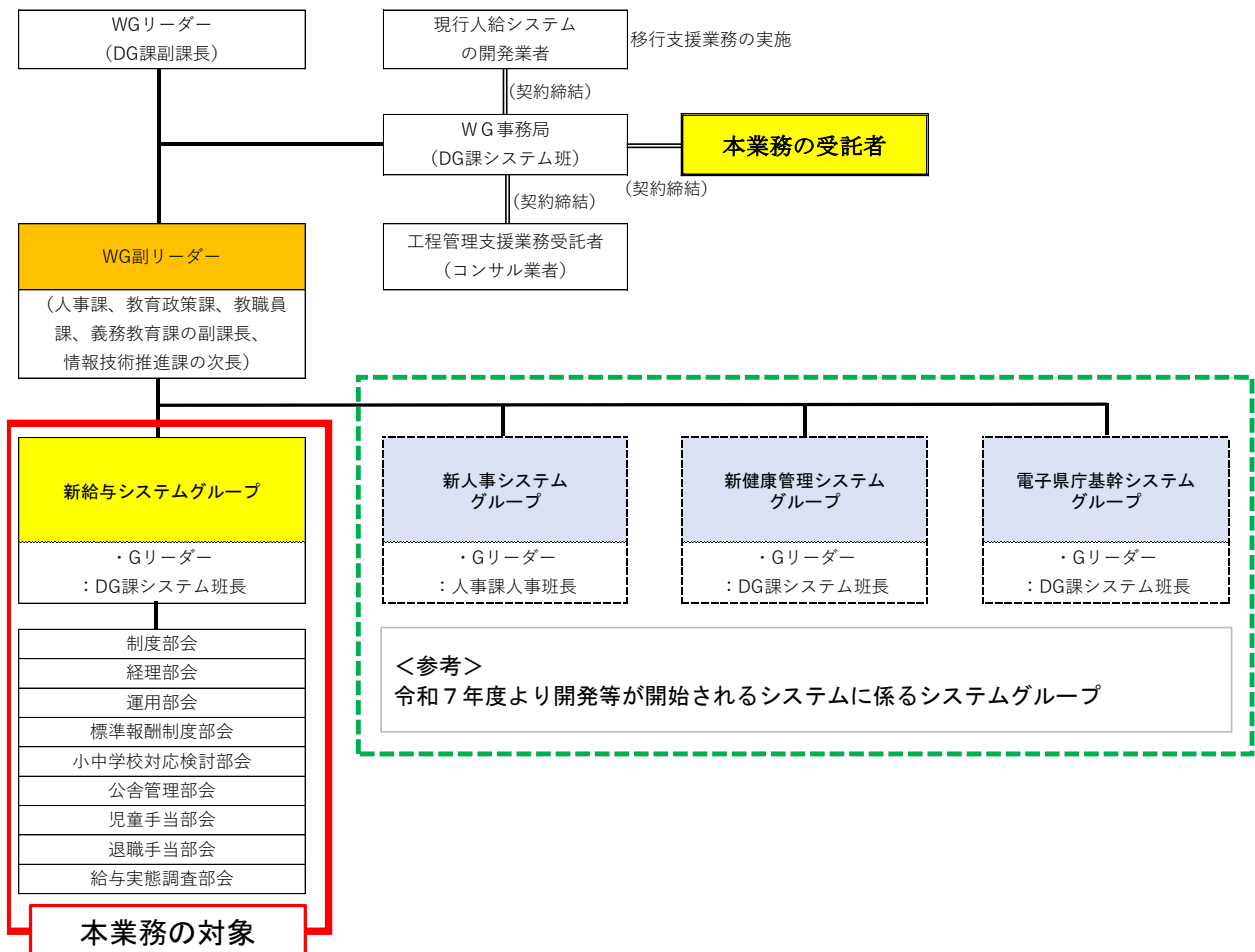 WGリーダー
(DG課副課長)
現行人給システム
の開発業者
移行支援業務の実施
(契約締結)
ＷＧ事務局
(DG課システム班)
本業務の受託者
(契約締結)
(契約締結)
工程管理支援業務受託者
（コンサル業者）
WG副リーダー
（人事課、教育政策課、教職員
課、義務教育課の副課長、
情報技術推進課の次長）
新給与システムグループ
・Gリーダー
：DG課システム班長
制度部会
経理部会
運用部会
標準報酬制度部会
小中学校対応検討部会
公舎管理部会
児童手当部会
退職手当部会
給与実態調査部会
本業務の対象
新人事システム
グループ
・Gリーダー
：人事課人事班長
新健康管理システム
グループ
・Gリーダー
：DG課システム班長
電子県庁基幹システム
グループ
・Gリーダー
：DG課システム班長
＜参考＞
令和７年度より開発等が開始されるシステムに係るシステムグループ